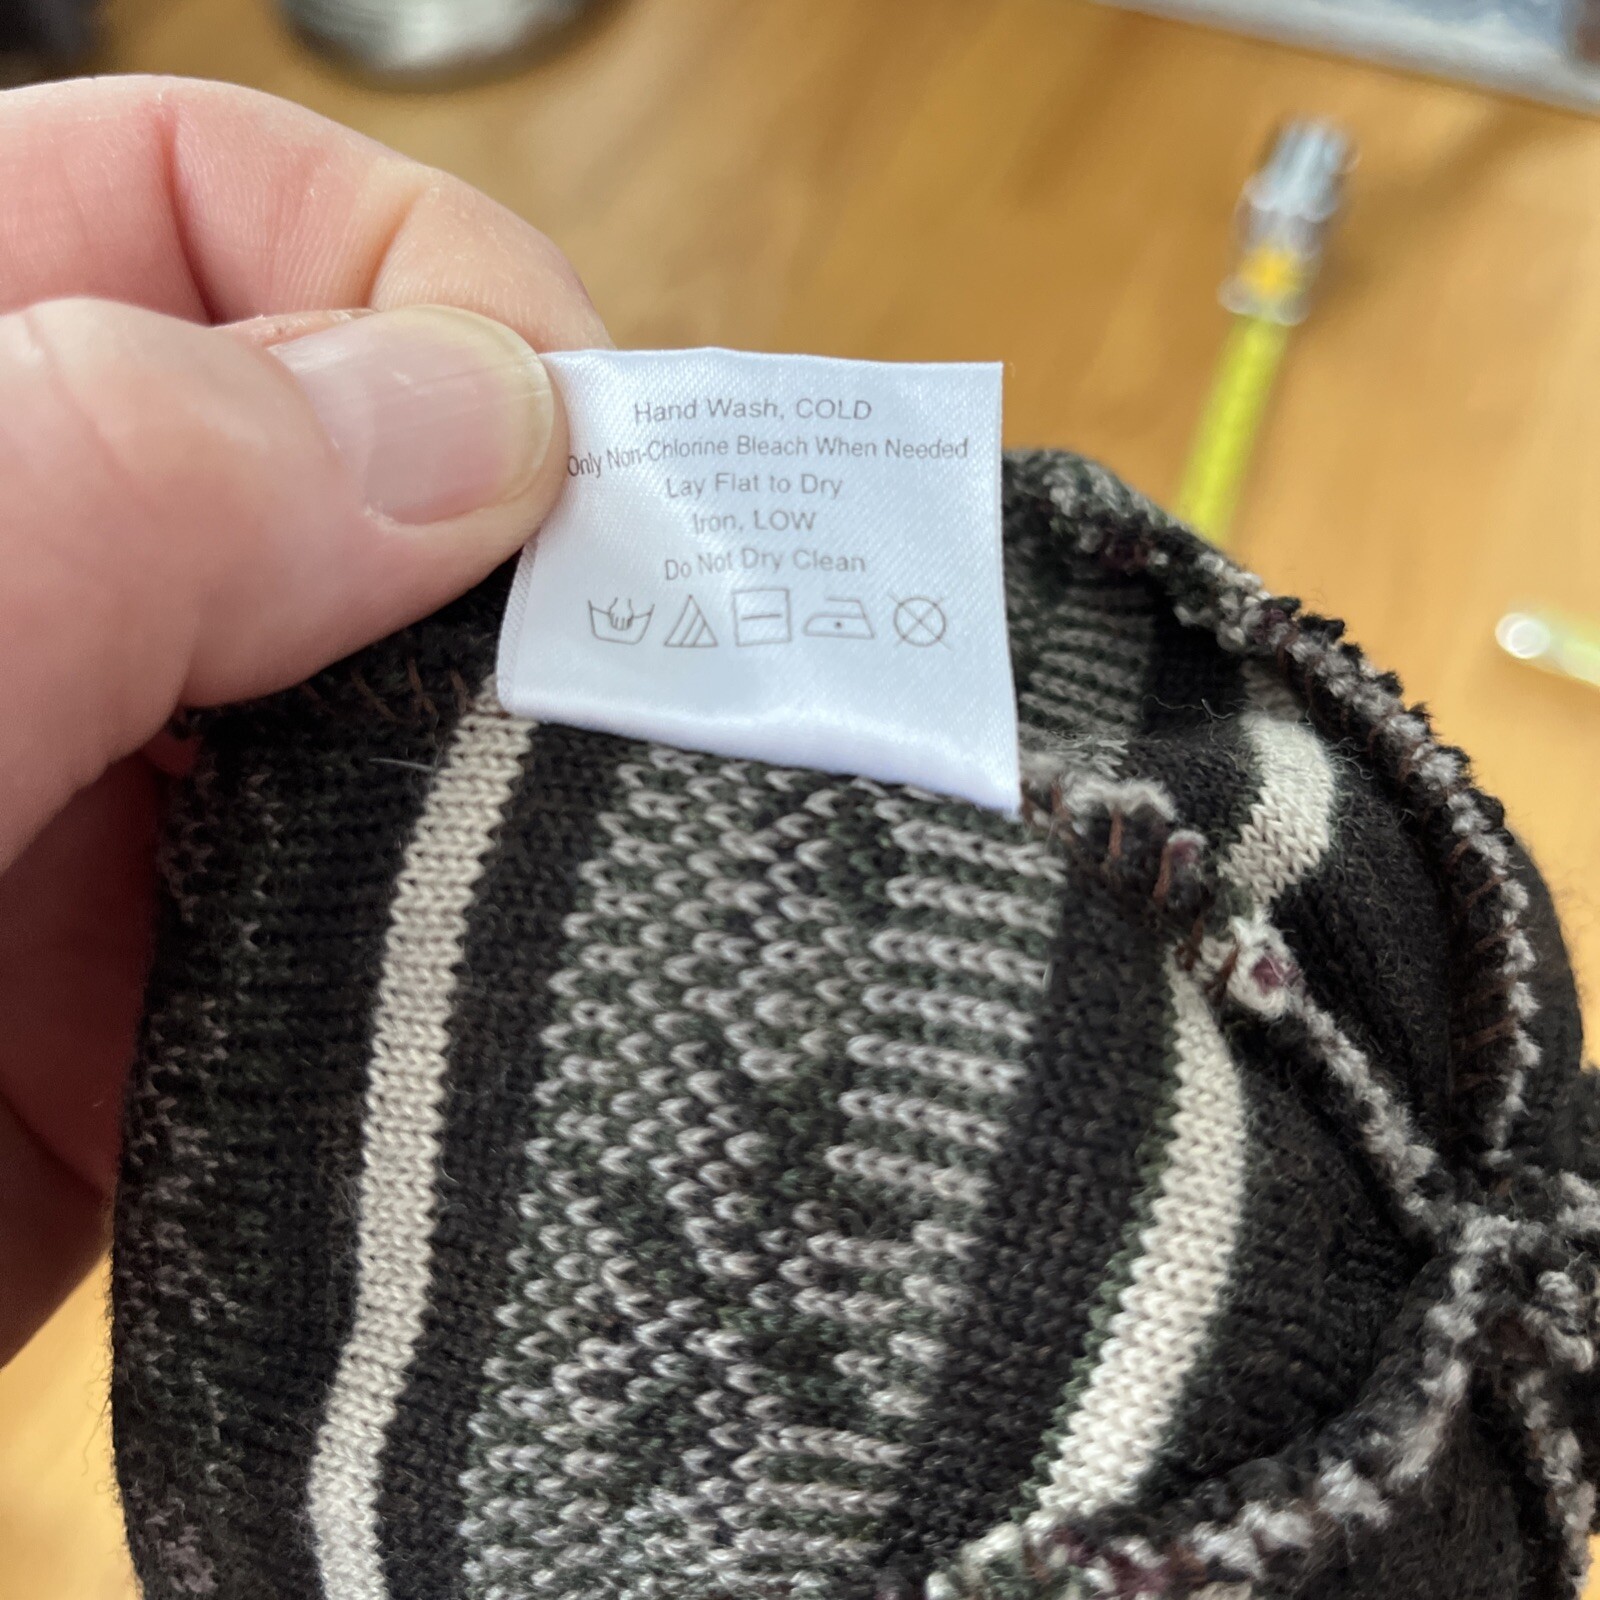 Hand Wash, COLD
Only Non-Chlorine Bleach When Needed
Lay Flat to Dry
Iron, LOW
Do Not Dry Clean